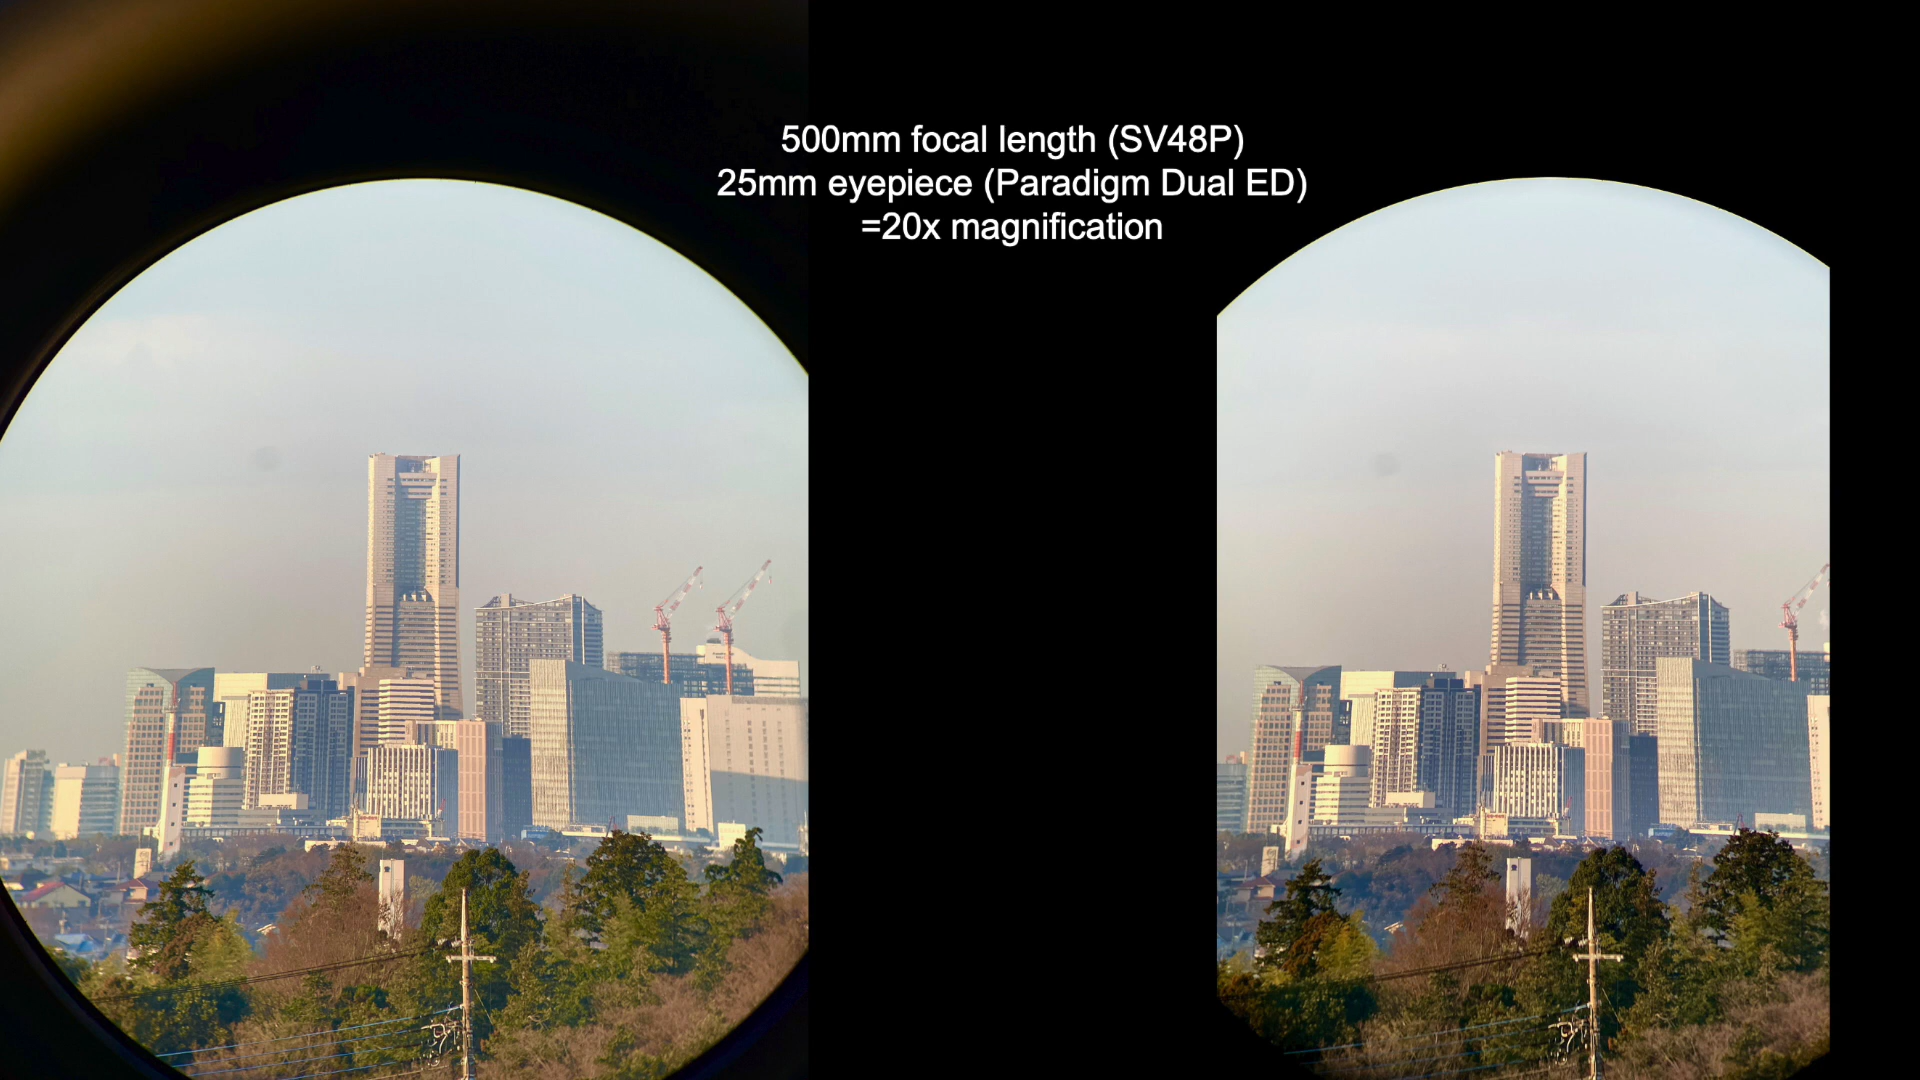 500mm focal length (SV48P)
25mm eyepiece (Paradigm Dual ED)
=20x magnification